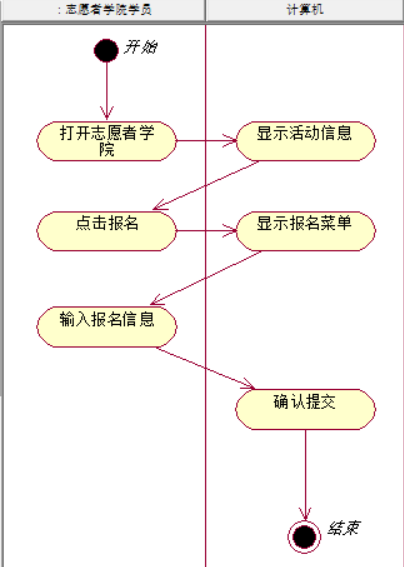 ：志愿者学院学员
计算机
开始
打开志愿者学
院
显示活动信息
点击报名
显示报名菜单
输入报名信息
确认提交
结束